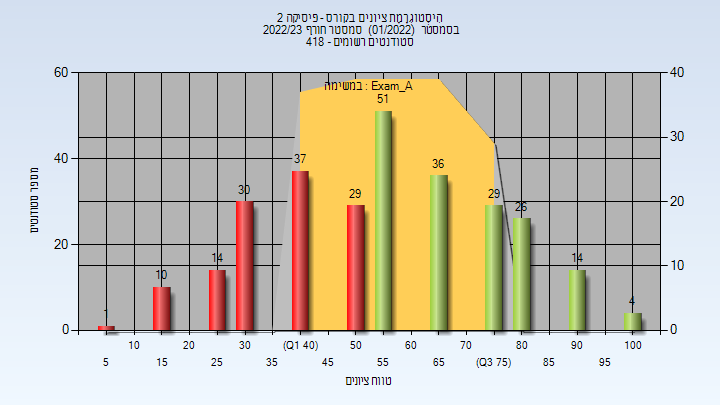 היסטוגרמת ציונים בקורס - פיסיקה 2
בסמסטר (01/2022) סמסטר חורף 2022/23
סטודנטים רשומים - 418
במשימה : Exam_A
מספר סטודנטים
60
40
20
0
40
30
20
10
0
1
10
14
30
37
29
51
36
29
26
14
4
10 20 30 (Q1 40) 50 60 70 80 90 100
5 15 25 35 45 55 65 (Q3 75) 85 95
טווח ציונים